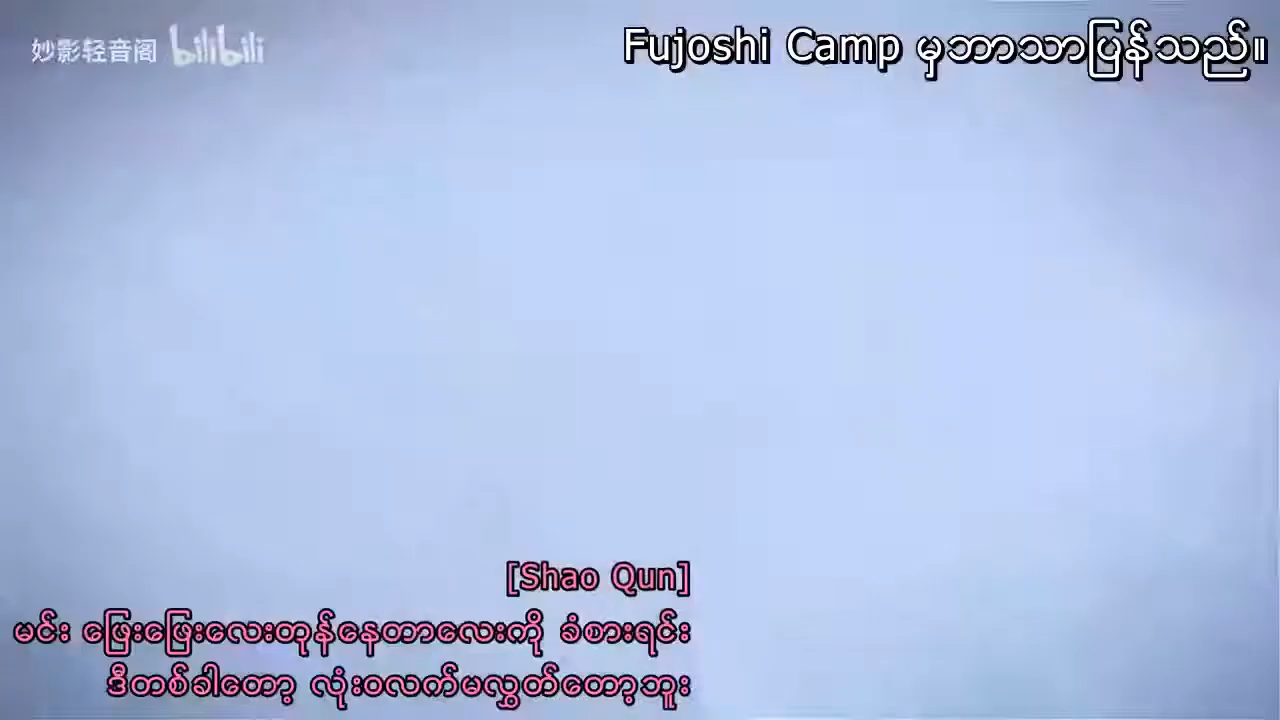 妙影轻音阁 bilibili
Fujoshi Camp မှဘာသာပြန်သည်။
[Shao Qun]
မင်း ဖြေးဖြေးလေးတုန်နေတာလေးကို ခံစားရင်း
ဒီတစ်ခါတော့ လုံးဝလက်မလွှတ်တော့ဘူး